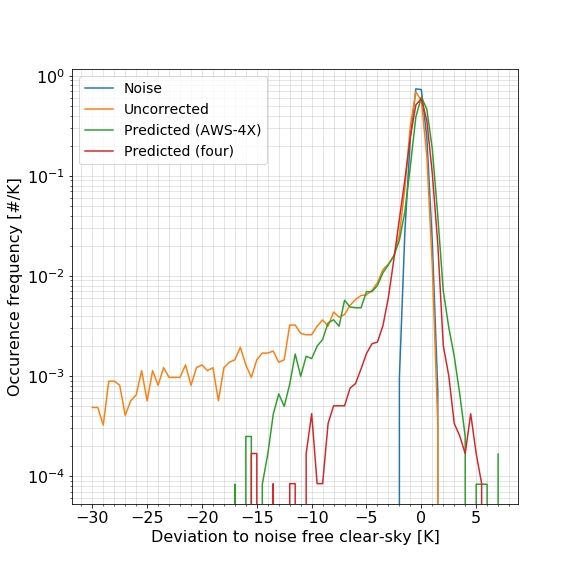 10⁰
10⁻¹
10⁻²
10⁻³
10⁻⁴
Occurence frequency [#/K]
Noise
Uncorrected
Predicted (AWS-4X)
Predicted (four)
−30 −25 −20 −15 −10 −5 0 5
Deviation to noise free clear-sky [K]